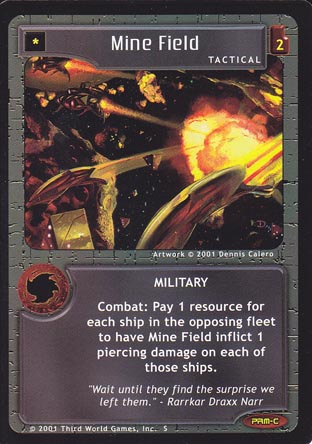 *
Mine Field
2
TACTICAL
Artwork © 2001 Dennis Calero
MILITARY
Combat: Pay 1 resource for
each ship in the opposing fleet
to have Mine Field inflict 1
piercing damage on each of
those ships.
"Wait until they find the surprise we
left them." - Rarrkar Draxx Narr
© 2001 Third World Games, Inc. S
PRM-C